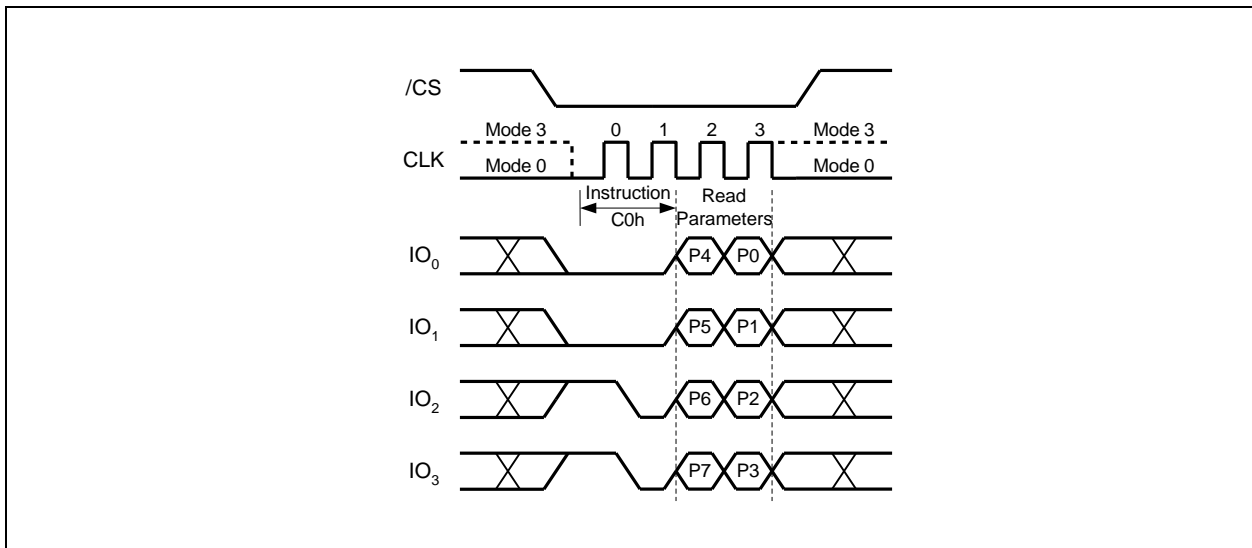 /CS
Mode 3 0 1 2 3 Mode 3
CLK
Mode 0 Mode 0
Instruction Read
C0h Parameters
IO₀ P4 P0
IO₁ P5 P1
IO₂ P6 P2
IO₃ P7 P3